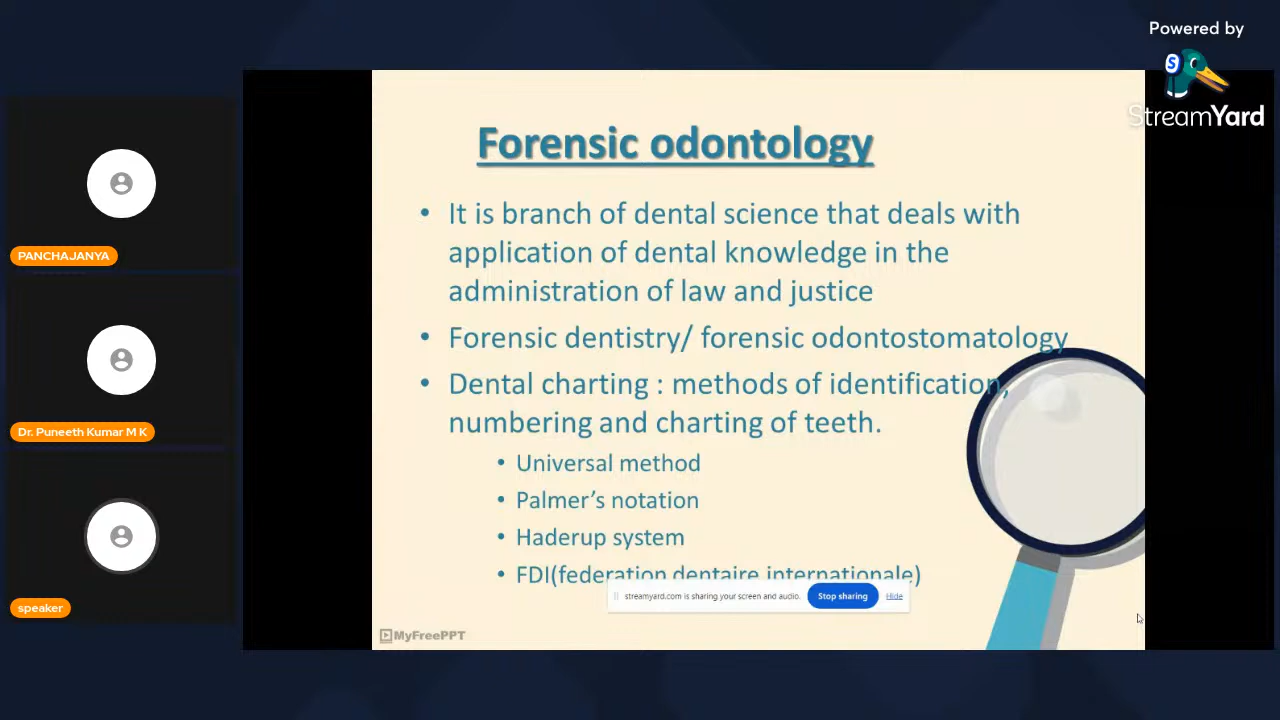 Powered by
StreamYard
PANCHAJANYA
Dr. Puneeth Kumar M K
speaker
Forensic odontology
• It is branch of dental science that deals with
application of dental knowledge in the
administration of law and justice
• Forensic dentistry/ forensic odontostomatology
• Dental charting : methods of identification,
numbering and charting of teeth.
• Universal method
• Palmer’s notation
• Haderup system
• FDI(federation dentaire internationale)
streamyard.com is sharing your screen and audio.
Stop sharing
Hide
MyFreePPT